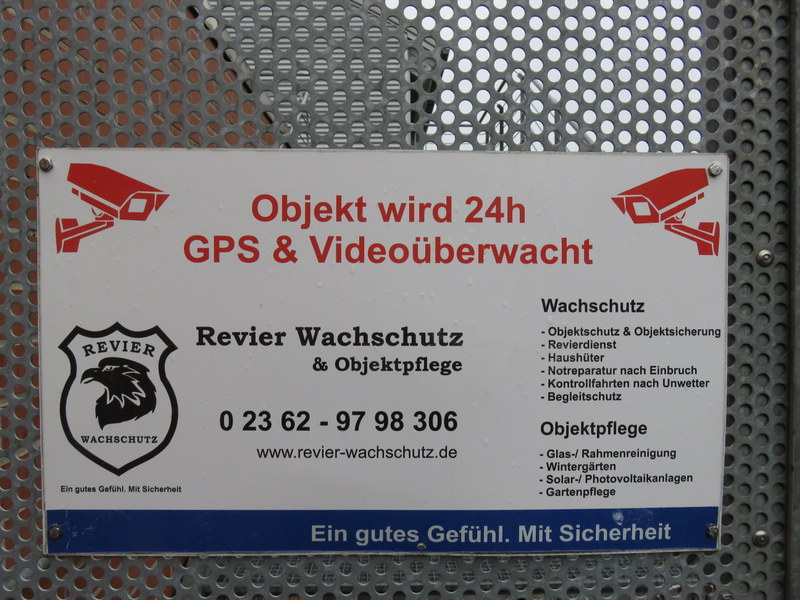 Objekt wird 24h
GPS & Videoüberwacht
REVIER
WACHSCHUTZ
Ein gutes Gefühl. Mit Sicherheit
Revier Wachschutz
& Objektpflege
0 23 62 - 97 98 306
www.revier-wachschutz.de
Wachschutz
- Objektschutz & Objektsicherung
- Revierdienst
- Haushüter
- Notreparatur nach Einbruch
- Kontrollfahrten nach Unwetter
- Begleitschutz
Objektpflege
- Glas-/ Rahmenreinigung
- Wintergärten
- Solar-/ Photovoltaikanlagen
- Gartenpflege
Ein gutes Gefühl. Mit Sicherheit